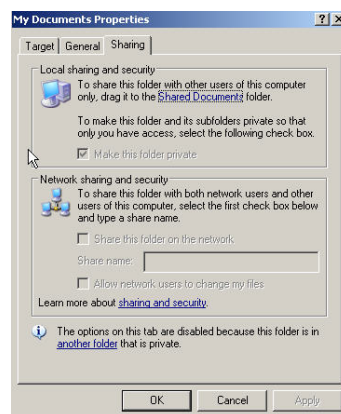 My Documents Properties
Target General Sharing
Local sharing and security
To share this folder with other users of this computer
only, drag it to the Shared Documents folder.
To make this folder and its subfolders private so that
only you have access, select the following check box.
Make this folder private
Network sharing and security
To share this folder with both network users and other
users of this computer, select the first check box below
and type a share name.
Share this folder on the network
Share name:
Allow network users to change my files
Learn more about sharing and security.
The options on this tab are disabled because this folder is in
another folder that is private.
OK Cancel Apply